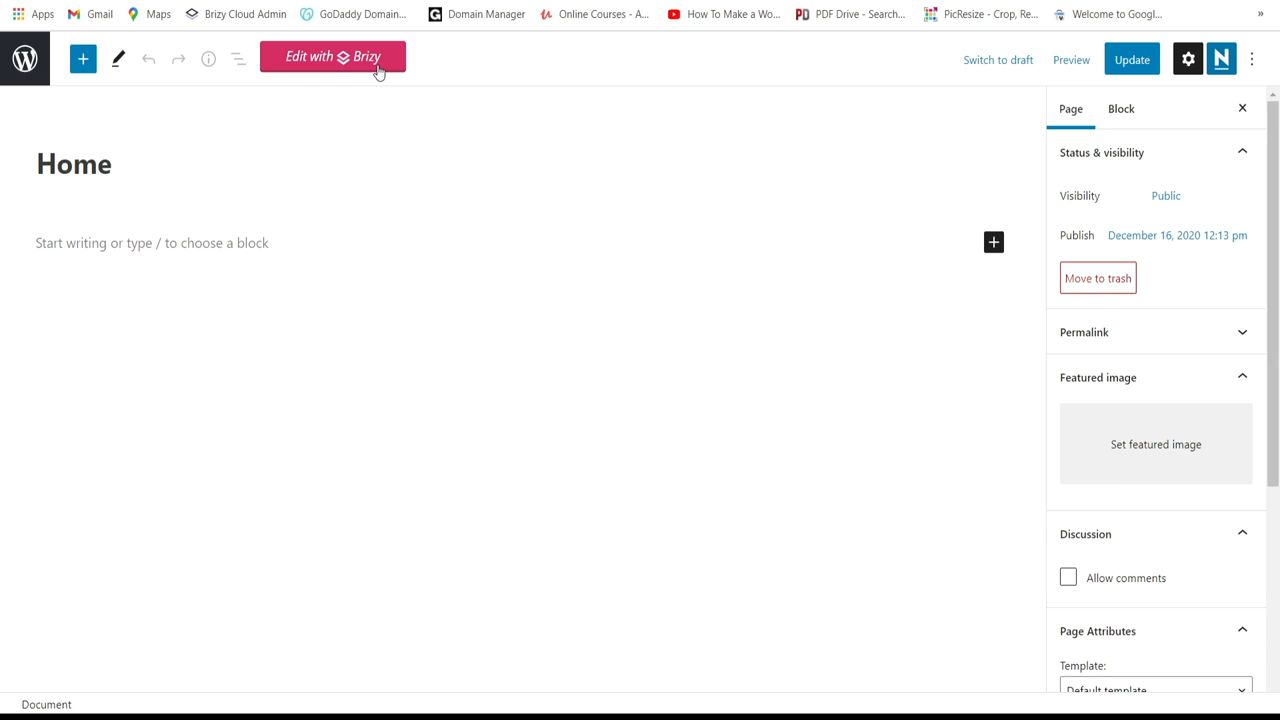 Apps Gmail Maps Brizy Cloud Admin GoDaddy Domain... Domain Manager Online Courses - A... How To Make a Wo... PDF Drive - Search... PicResize - Crop, Re... Welcome to Googl... »
Edit with Brizy Switch to draft Preview Update
Page Block
Home
Status & visibility
Visibility Public
Start writing or type / to choose a block
Publish December 16, 2020 12:13 pm
Move to trash
Permalink
Featured image
Set featured image
Discussion
Allow comments
Page Attributes
Template:
Default template
Document